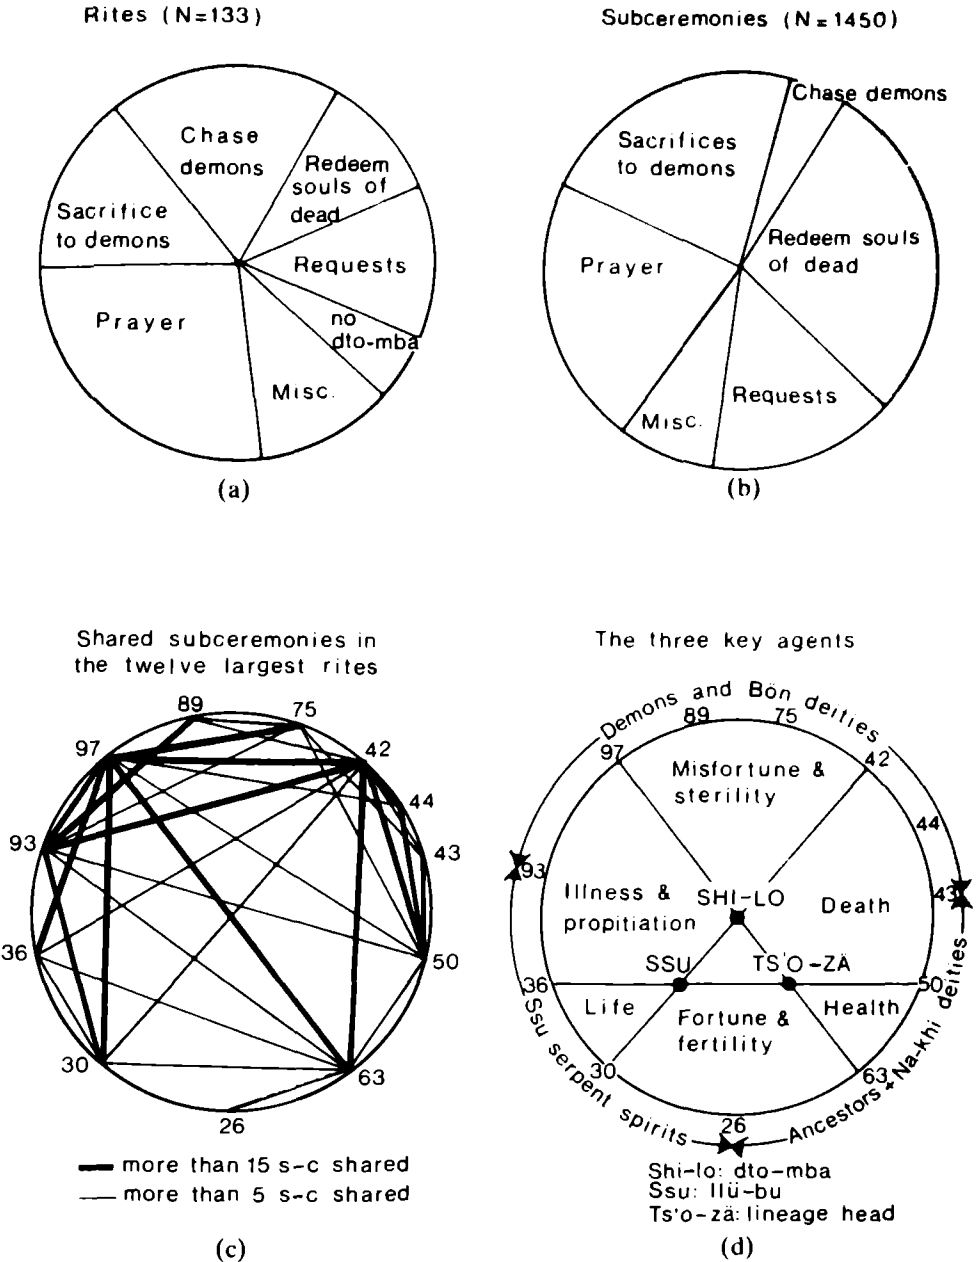 Rites (N=133)
Chase
demons
Redeem
souls of
dead
Sacrifice
to demons
Requests
Prayer
no
dto-mba
Misc.
(a)
Subceremonies (N=1450)
Chase demons
Sacrifices
to demons
Redeem souls
of dead
Prayer
Requests
Misc.
(b)
Shared subceremonies in
the twelve largest rites
89
75
97
42
44
93
43
36
50
30
63
26
more than 15 s-c shared
more than 5 s-c shared
(c)
The three key agents
Demons and Bön deities
89
75
97
42
Misfortune &
sterility
44
93
43
Illness &
propitiation
SHI-LO
Death
SSU
TS'O-ZÄ
36
50
Life
Fortune &
fertility
Health
30
63
26
Ssu serpent spirits
Ancestors + Na-khi deities
Shi-lo: dto-mba
Ssu: llü-bu
Ts'o-zä: lineage head
(d)